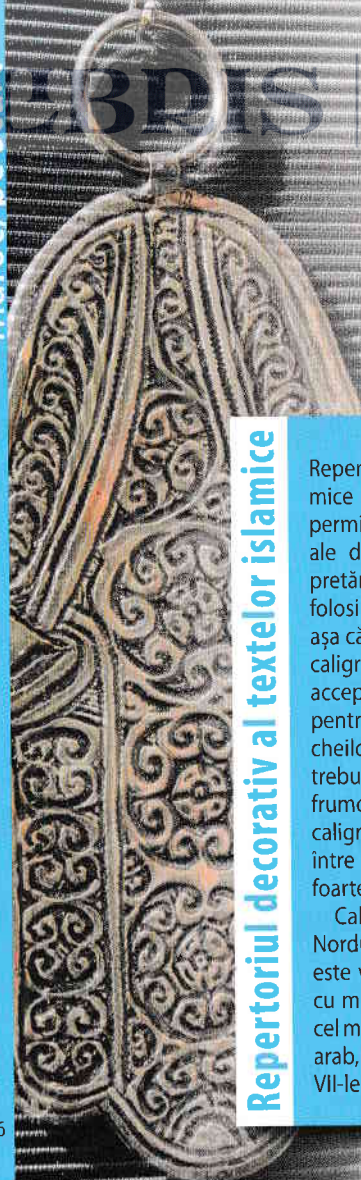 Repertoriul decorativ al textelor islamice
Reper
mice
permi
ale d
pretăr
folosi
așa că
caligr
accep
pentr
cheilo
trebu
frumo
caligr
între
foarte
Cal
Nordu
este v
cu m
cel m
arab,
VII-le